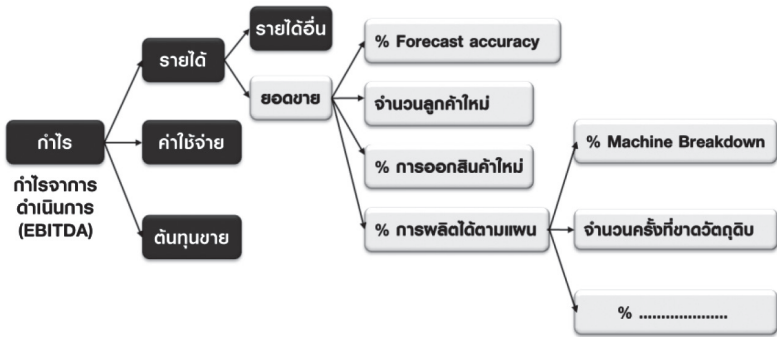 กำไร
กำไรจาการ
ดำเนินการ
(EBITDA)
รายได้
ค่าใช้จ่าย
ต้นทุนขาย
รายได้อื่น
ยอดขาย
% Forecast accuracy
จำนวนลูกค้าใหม่
% การออกสินค้าใหม่
% การผลิตได้ตามแผน
% Machine Breakdown
จำนวนครั้งที่ขาดวัตถุดิบ
% ....................